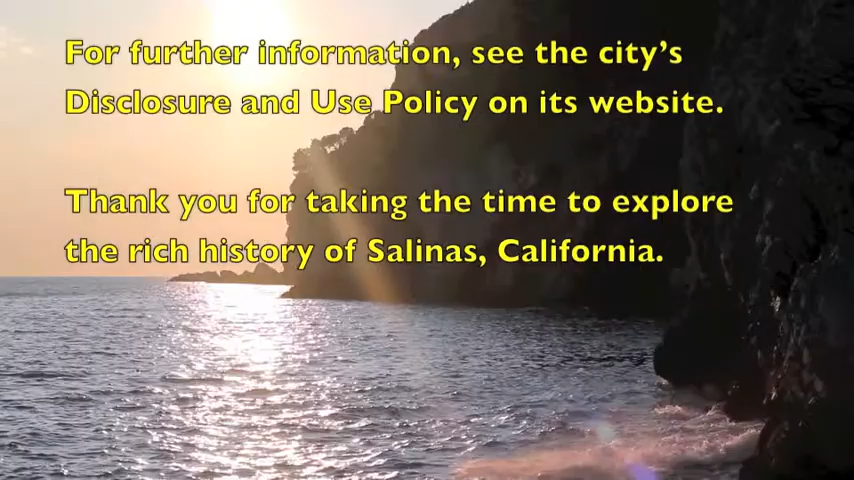 For further information, see the city’s
Disclosure and Use Policy on its website.
Thank you for taking the time to explore
the rich history of Salinas, California.